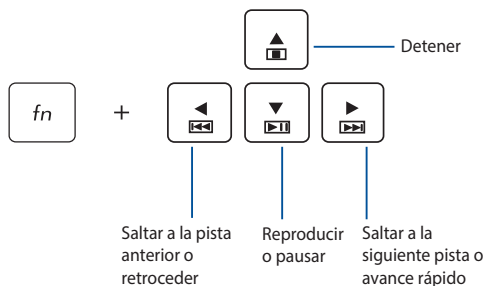 Detener
fn
+
Saltar a la pista
anterior o
retroceder
Reproducir
o pausar
Saltar a la
siguiente pista o
avance rápido